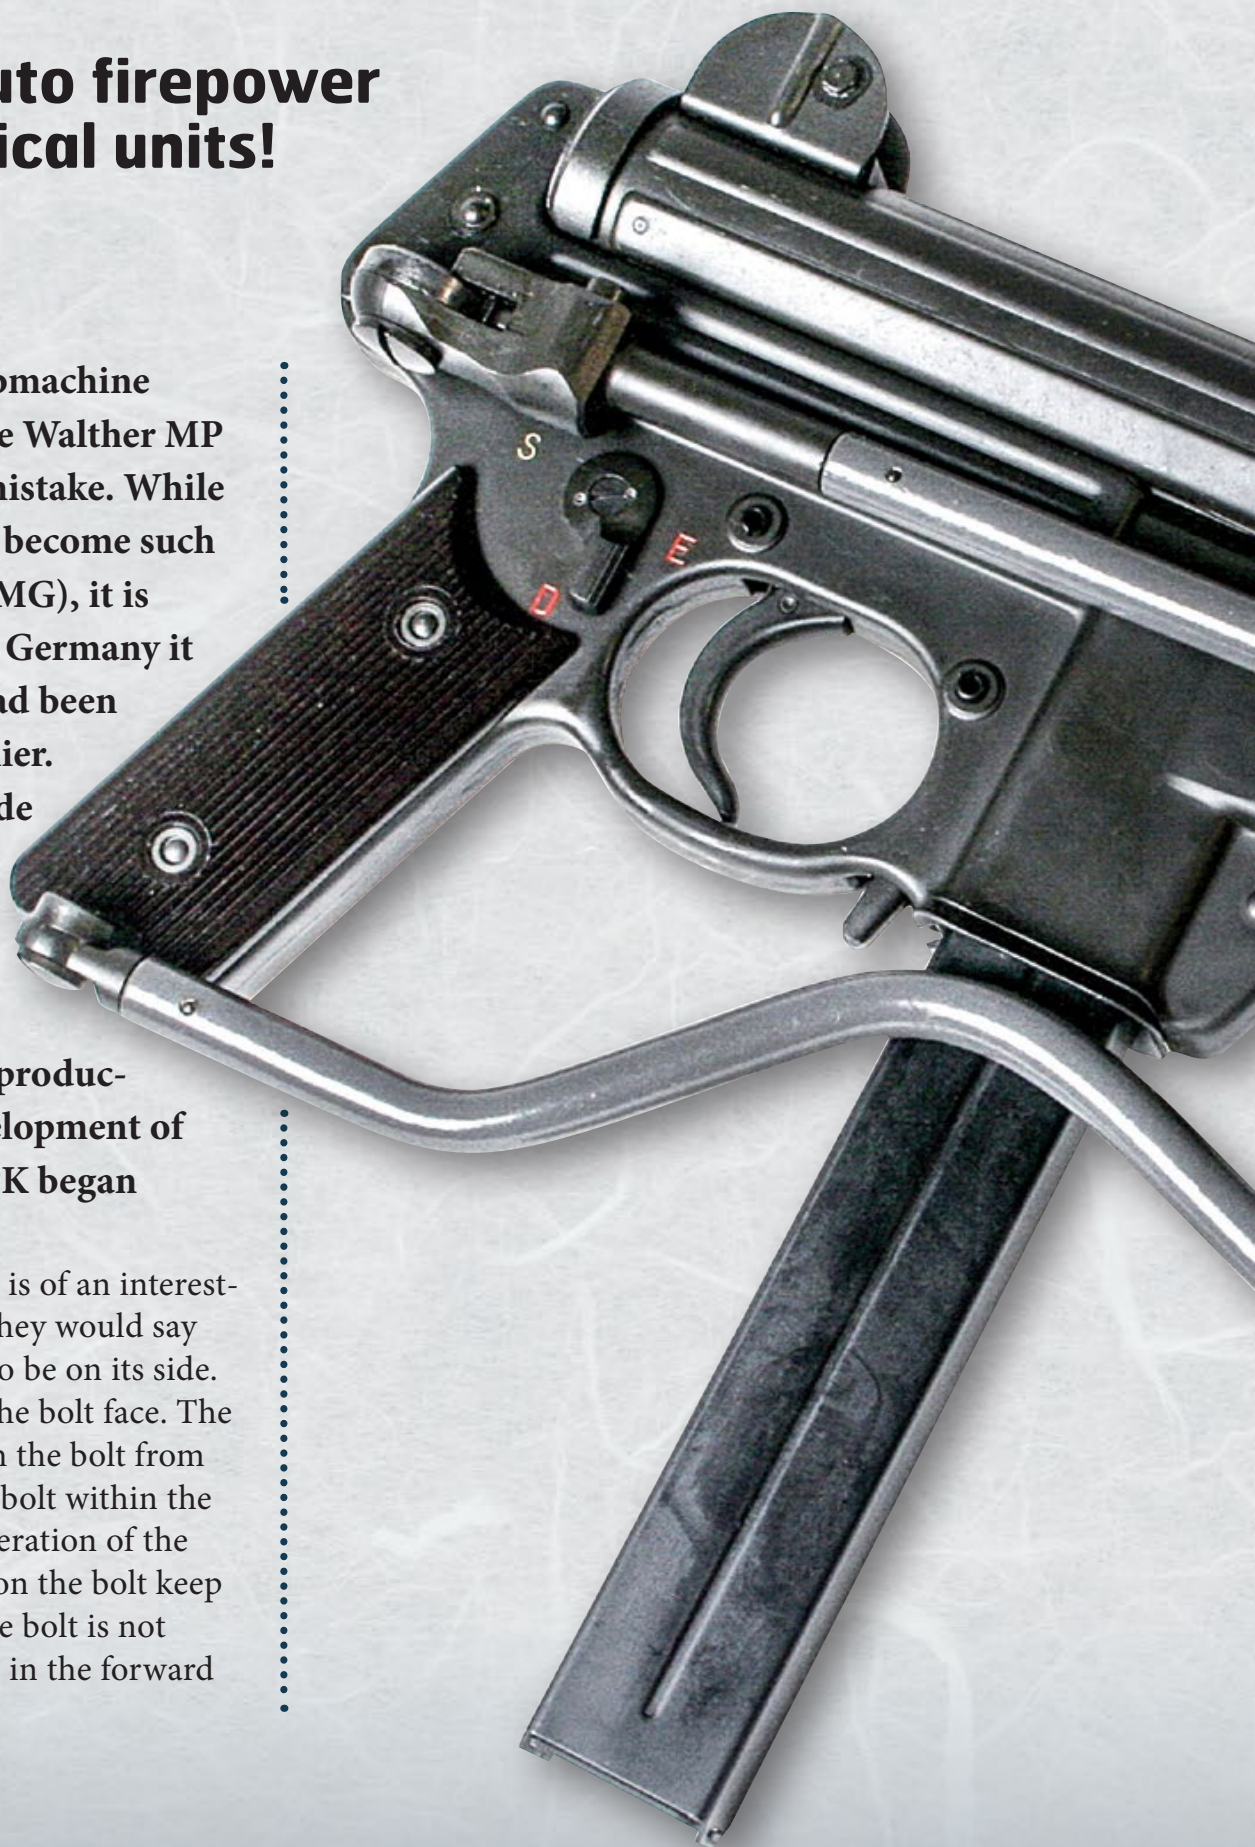 uto firepower
ical units!
omachine
e Walther MP
istake. While
become such
MG), it is
Germany it
ad been
ier.
de
produc-
elopment of
K began
is of an interest-
hey would say
o be on its side.
he bolt face. The
n the bolt from
bolt within the
eration of the
on the bolt keep
e bolt is not
in the forward
S
E
D